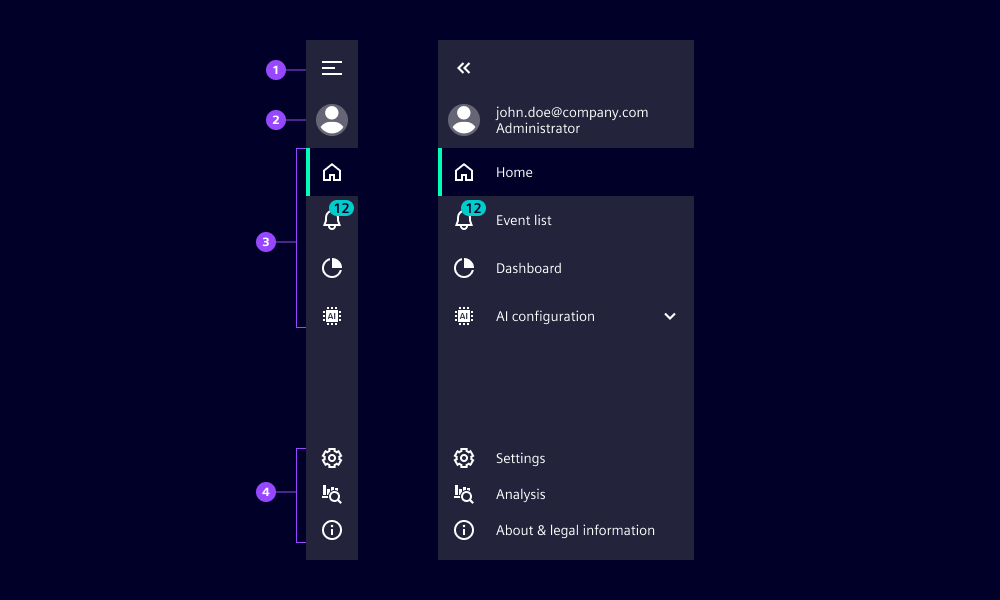 1
2
3
4
12
AI
john.doe@company.com
Administrator
Home
12
Event list
Dashboard
AI
AI configuration
Settings
Analysis
About & legal information